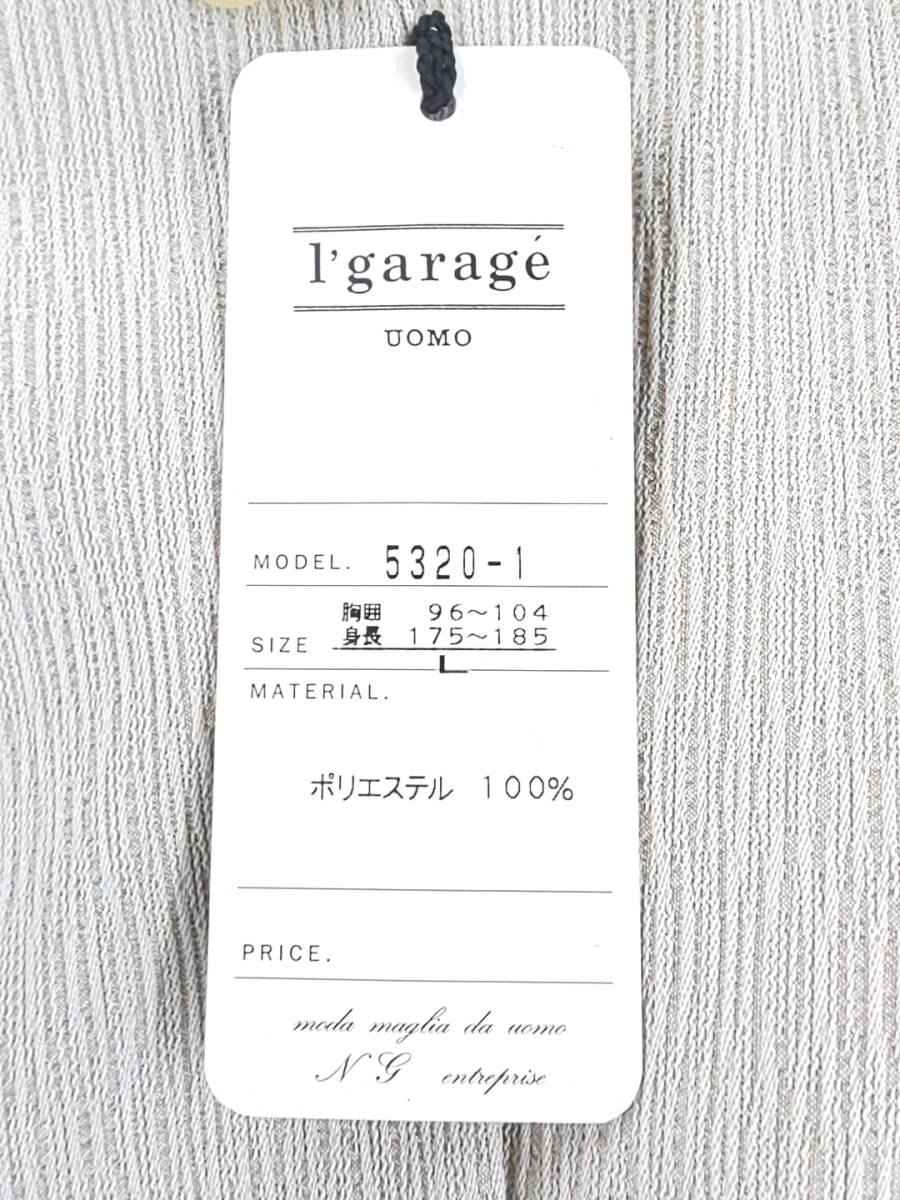 l'garagé
UOMO
MODEL. 5320-1
胸囲 96～104
SIZE 身長 175～185
L
MATERIAL.
ポリエステル 100%
PRICE.
moda maglia da uomo
NG entreprise